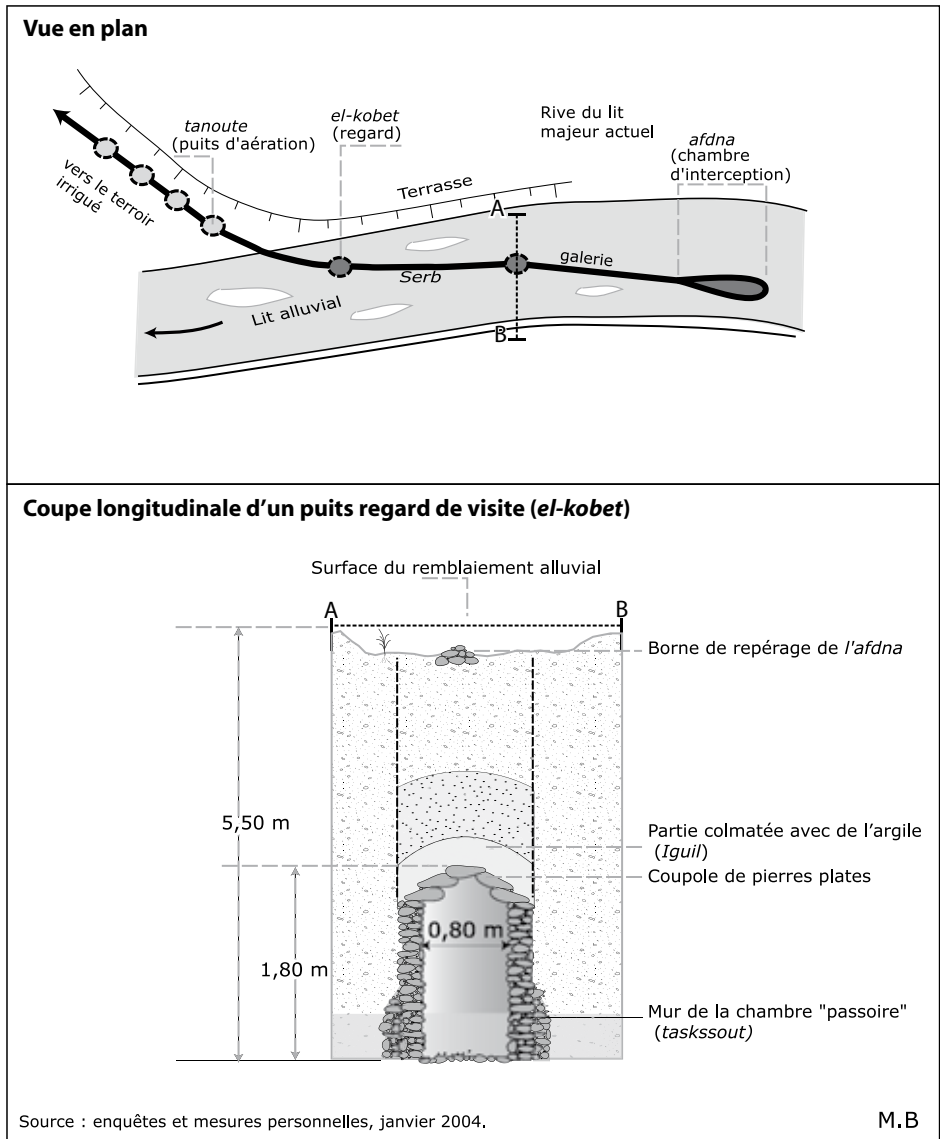 Vue en plan
tanoute
(puits d'aération)
el-kobet
(regard)
Rive du lit
majeur actuel
afdna
(chambre
d'interception)
vers le terroir
irrigué
Terrasse
A
galerie
Serb
Lit alluvial
B
Coupe longitudinale d’un puits regard de visite (el-kobet)
Surface du remblaiement alluvial
A
B
Borne de repérage de l'afdna
5,50 m
Partie colmatée avec de l’argile
(Iguil)
Coupole de pierres plates
0,80 m
1,80 m
Mur de la chambre "passoire"
(taskssout)
Source : enquêtes et mesures personnelles, janvier 2004.
M.B